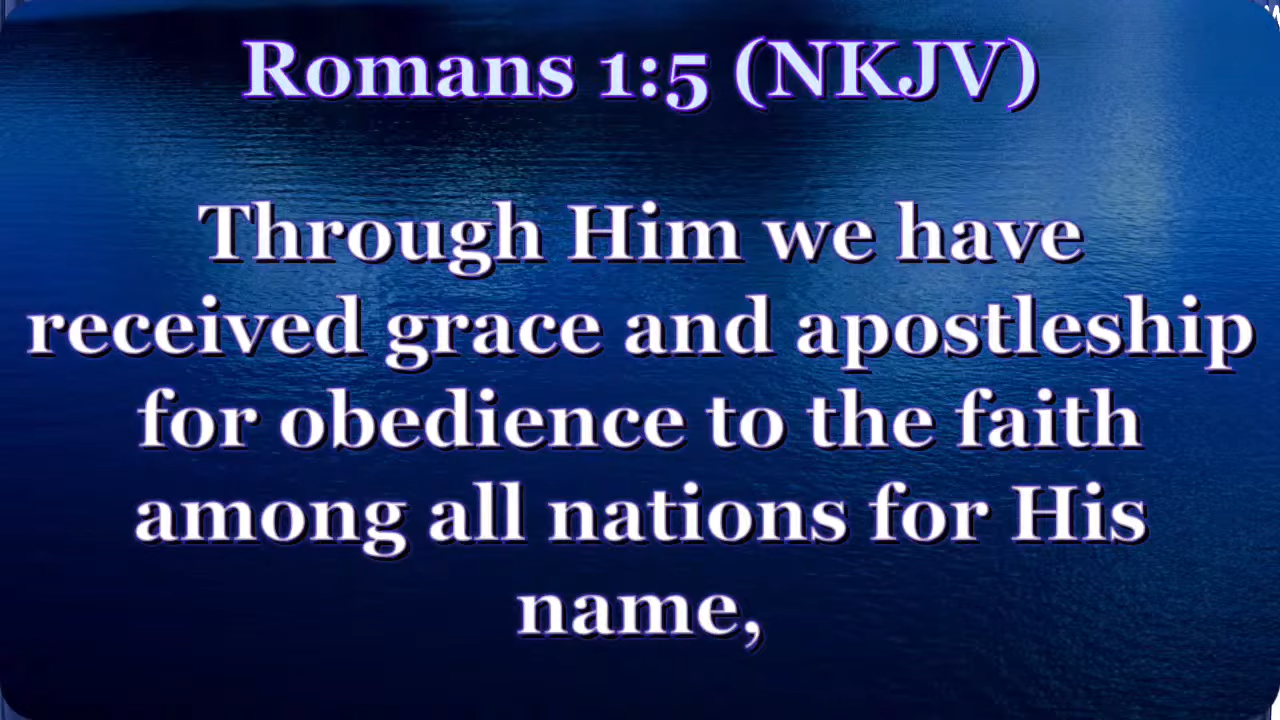 Romans 1:5 (NKJV)
Through Him we have
received grace and apostleship
for obedience to the faith
among all nations for His
name,